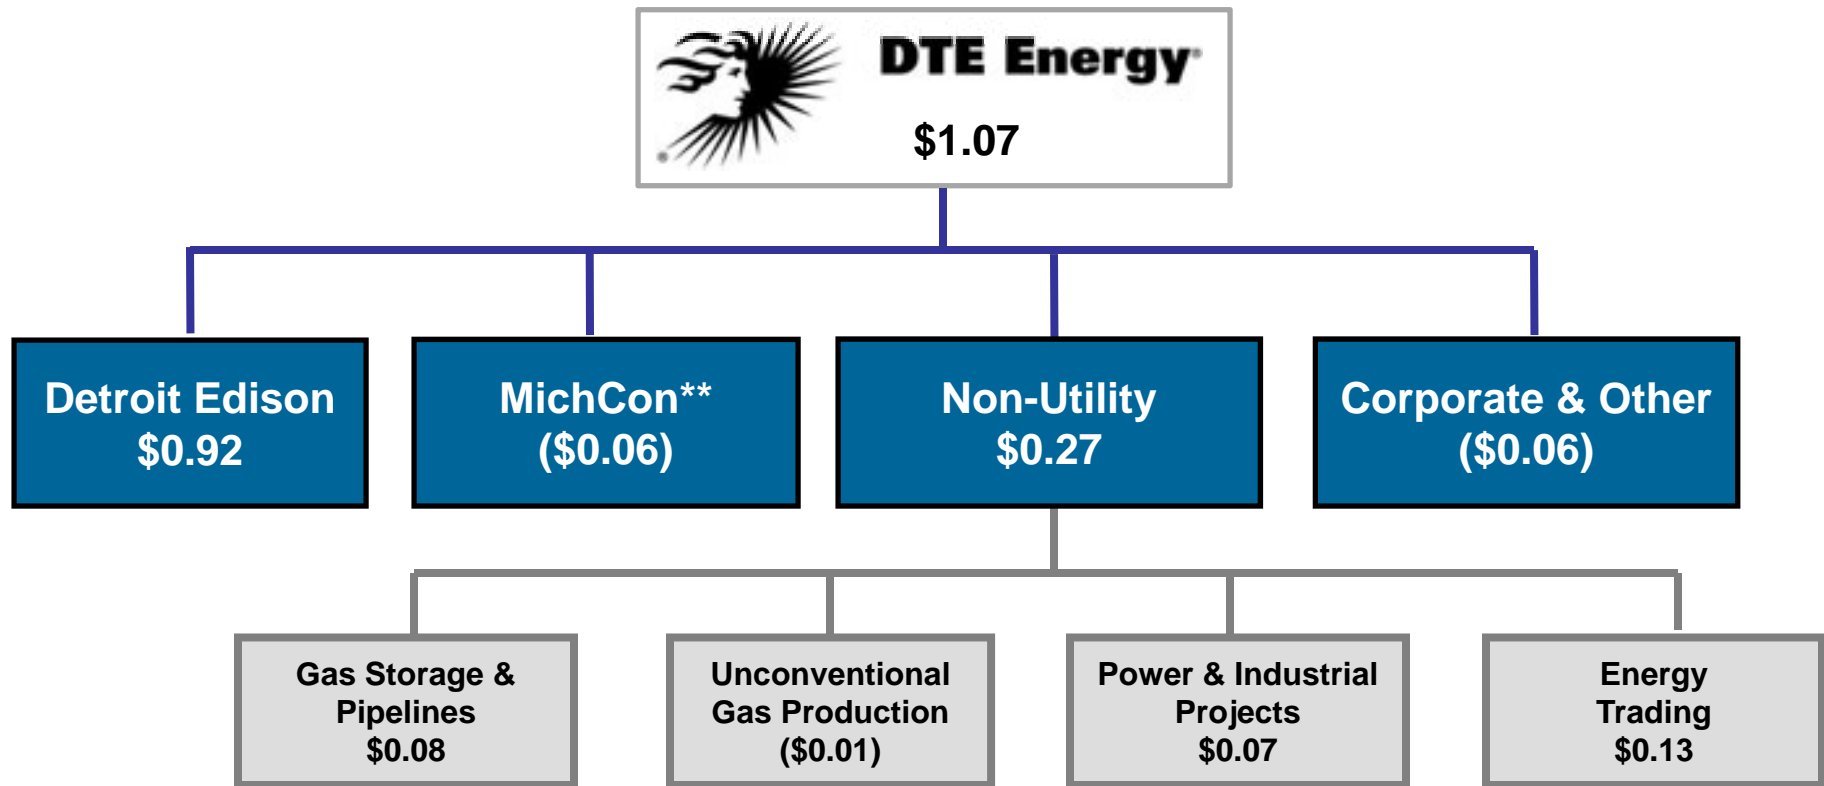 DTE Energy®
$1.07
Detroit Edison
$0.92
MichCon**
($0.06)
Non-Utility
$0.27
Corporate & Other
($0.06)
Gas Storage &
Pipelines
$0.08
Unconventional
Gas Production
($0.01)
Power & Industrial
Projects
$0.07
Energy
Trading
$0.13